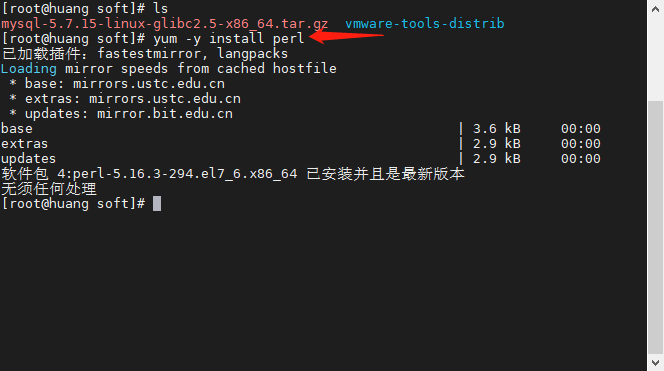 [root@huang soft]# ls
mysql-5.7.15-linux-glibc2.5-x86_64.tar.gz  vmware-tools-distrib
[root@huang soft]# yum -y install perl
已加载插件：fastestmirror, langpacks
Loading mirror speeds from cached hostfile
 * base: mirrors.ustc.edu.cn
 * extras: mirrors.ustc.edu.cn
 * updates: mirror.bit.edu.cn
base | 3.6 kB     00:00
extras | 2.9 kB     00:00
updates | 2.9 kB     00:00
软件包 4:perl-5.16.3-294.el7_6.x86_64 已安装并且是最新版本
无须任何处理
[root@huang soft]#